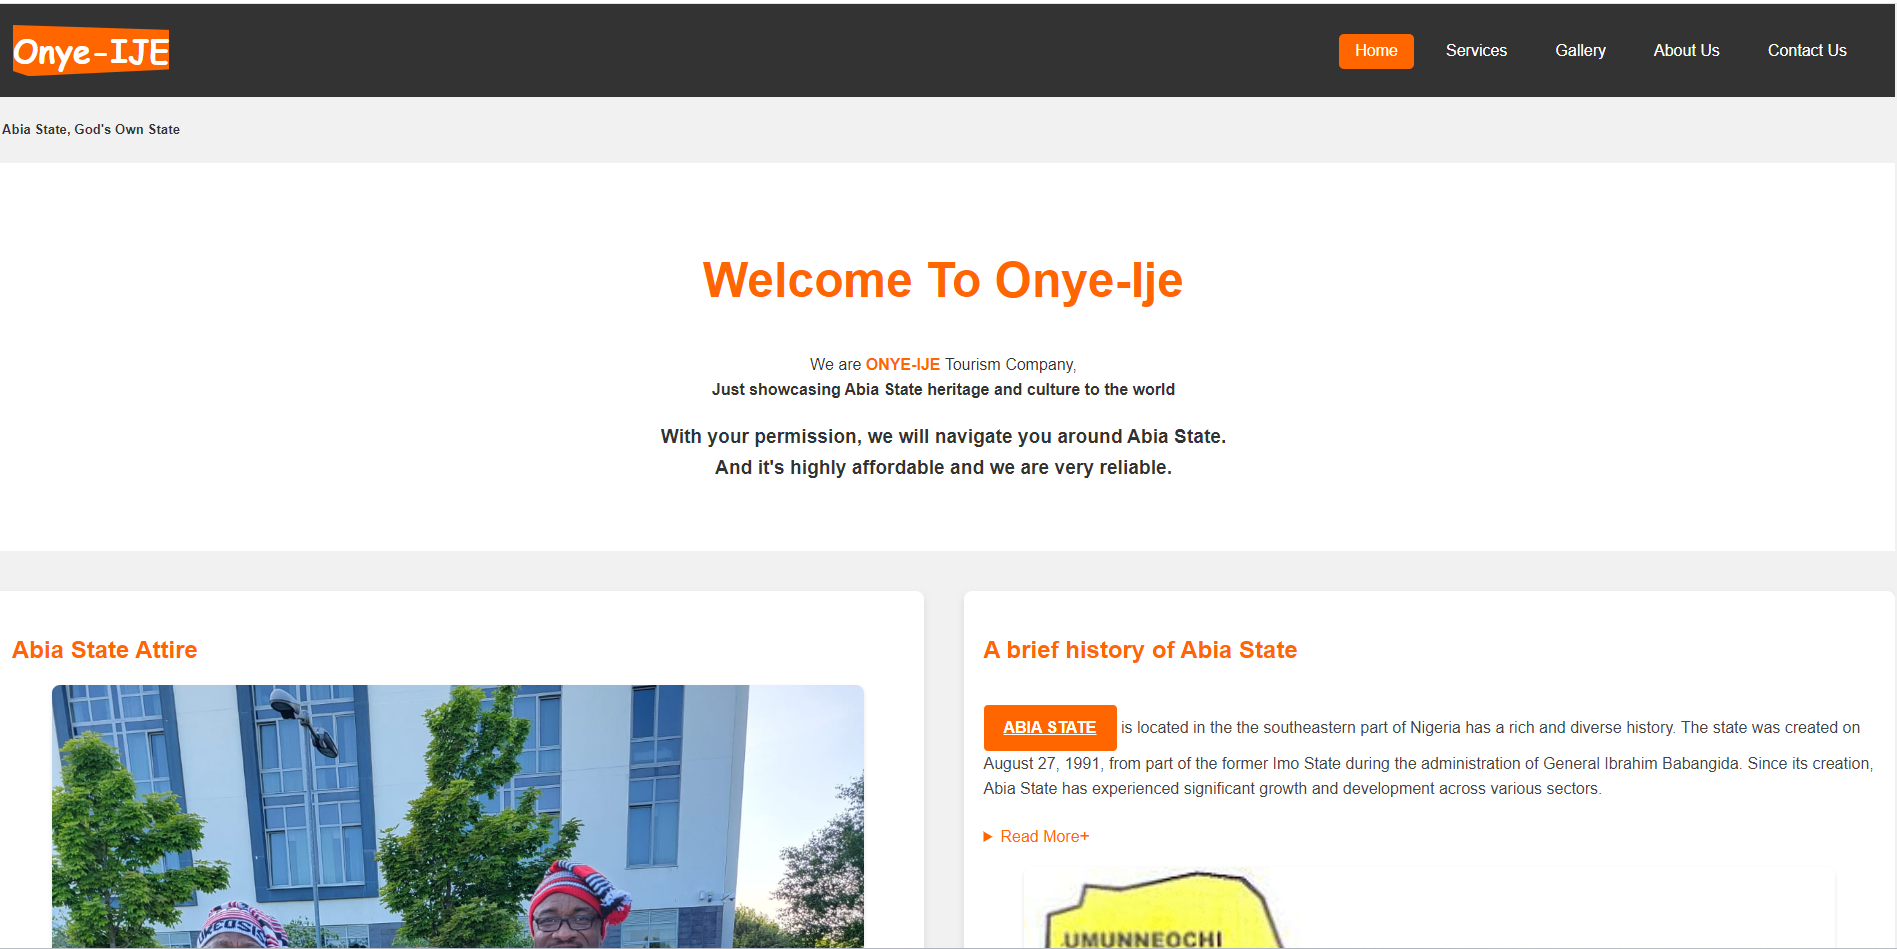 Onye-IJE
Home
Services
Gallery
About Us
Contact Us
Abia State, God's Own State
Welcome To Onye-Ije
We are ONYE-IJE Tourism Company,
Just showcasing Abia State heritage and culture to the world
With your permission, we will navigate you around Abia State.
And it's highly affordable and we are very reliable.
Abia State Attire
A brief history of Abia State
ABIA STATE is located in the the southeastern part of Nigeria has a rich and diverse history. The state was created on
August 27, 1991, from part of the former Imo State during the administration of General Ibrahim Babangida. Since its creation,
Abia State has experienced significant growth and development across various sectors.
Read More+
UMUNNEOCHI